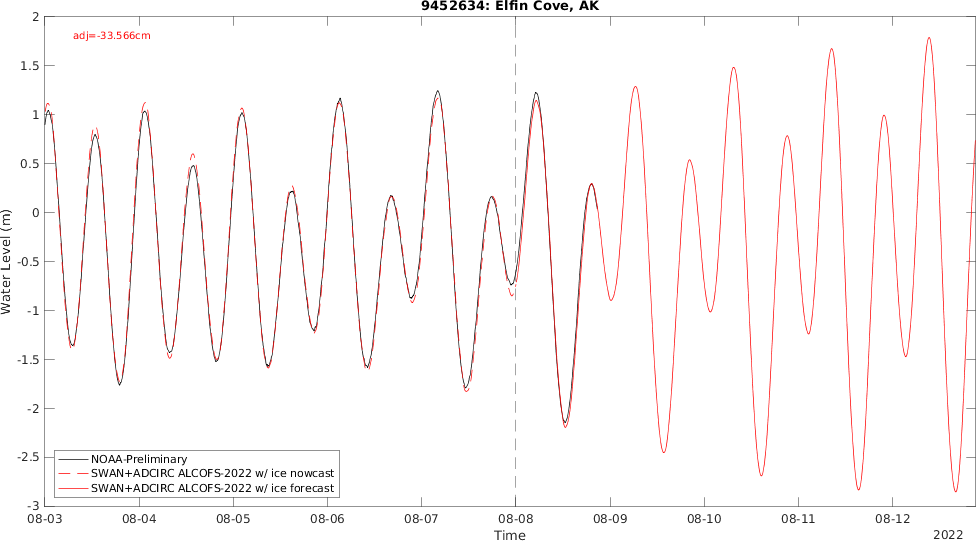 9452634: Elfin Cove, AK
adj=-33.566cm
2
1.5
1
0.5
0
-0.5
-1
-1.5
-2
-2.5
-3
Water Level (m)
NOAA-Preliminary
SWAN+ADCIRC ALCOFS-2022 w/ ice nowcast
SWAN+ADCIRC ALCOFS-2022 w/ ice forecast
08-03 08-04 08-05 08-06 08-07 08-08 08-09 08-10 08-11 08-12
Time
2022